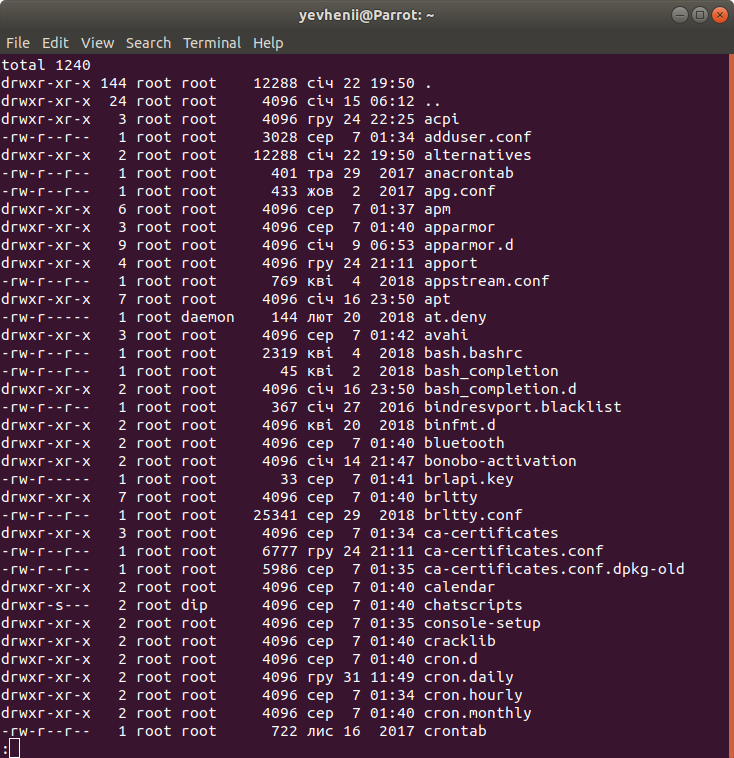 yevhenii@Parrot: ~
File Edit View Search Terminal Help
total 1240
drwxr-xr-x 144 root root    12288 січ 22 19:50 .
drwxr-xr-x  24 root root     4096 січ 15 06:12 ..
drwxr-xr-x   3 root root     4096 гру 24 22:25 acpi
-rw-r--r--   1 root root     3028 сер  7 01:34 adduser.conf
drwxr-xr-x   2 root root    12288 січ 22 19:50 alternatives
-rw-r--r--   1 root root      401 тра 29  2017 anacrontab
-rw-r--r--   1 root root      433 жов  2  2017 apg.conf
drwxr-xr-x   6 root root     4096 сер  7 01:37 apm
drwxr-xr-x   3 root root     4096 сер  7 01:40 apparmor
drwxr-xr-x   9 root root     4096 січ  9 06:53 apparmor.d
drwxr-xr-x   4 root root     4096 гру 24 21:11 apport
-rw-r--r--   1 root root      769 кві  4  2018 appstream.conf
drwxr-xr-x   7 root root     4096 січ 16 23:50 apt
-rw-r-----   1 root daemon    144 лют 20  2018 at.deny
drwxr-xr-x   3 root root     4096 сер  7 01:42 avahi
-rw-r--r--   1 root root     2319 кві  4  2018 bash.bashrc
-rw-r--r--   1 root root       45 кві  2  2018 bash_completion
drwxr-xr-x   2 root root     4096 січ 16 23:50 bash_completion.d
-rw-r--r--   1 root root      367 січ 27  2016 bindresvport.blacklist
drwxr-xr-x   2 root root     4096 кві 20  2018 binfmt.d
drwxr-xr-x   2 root root     4096 сер  7 01:40 bluetooth
drwxr-xr-x   2 root root     4096 січ 14 21:47 bonobo-activation
-rw-r-----   1 root root       33 сер  7 01:41 brlapi.key
drwxr-xr-x   7 root root     4096 сер  7 01:40 brltty
-rw-r--r--   1 root root    25341 сер 29  2018 brltty.conf
drwxr-xr-x   3 root root     4096 сер  7 01:34 ca-certificates
-rw-r--r--   1 root root     6777 гру 24 21:11 ca-certificates.conf
-rw-r--r--   1 root root     5986 сер  7 01:35 ca-certificates.conf.dpkg-old
drwxr-xr-x   2 root root     4096 сер  7 01:40 calendar
drwxr-s---   2 root dip      4096 сер  7 01:40 chatscripts
drwxr-xr-x   2 root root     4096 сер  7 01:35 console-setup
drwxr-xr-x   2 root root     4096 сер  7 01:40 cracklib
drwxr-xr-x   2 root root     4096 сер  7 01:40 cron.d
drwxr-xr-x   2 root root     4096 гру 31 11:49 cron.daily
drwxr-xr-x   2 root root     4096 сер  7 01:34 cron.hourly
drwxr-xr-x   2 root root     4096 сер  7 01:40 cron.monthly
-rw-r--r--   1 root root      722 лис 16  2017 crontab
: